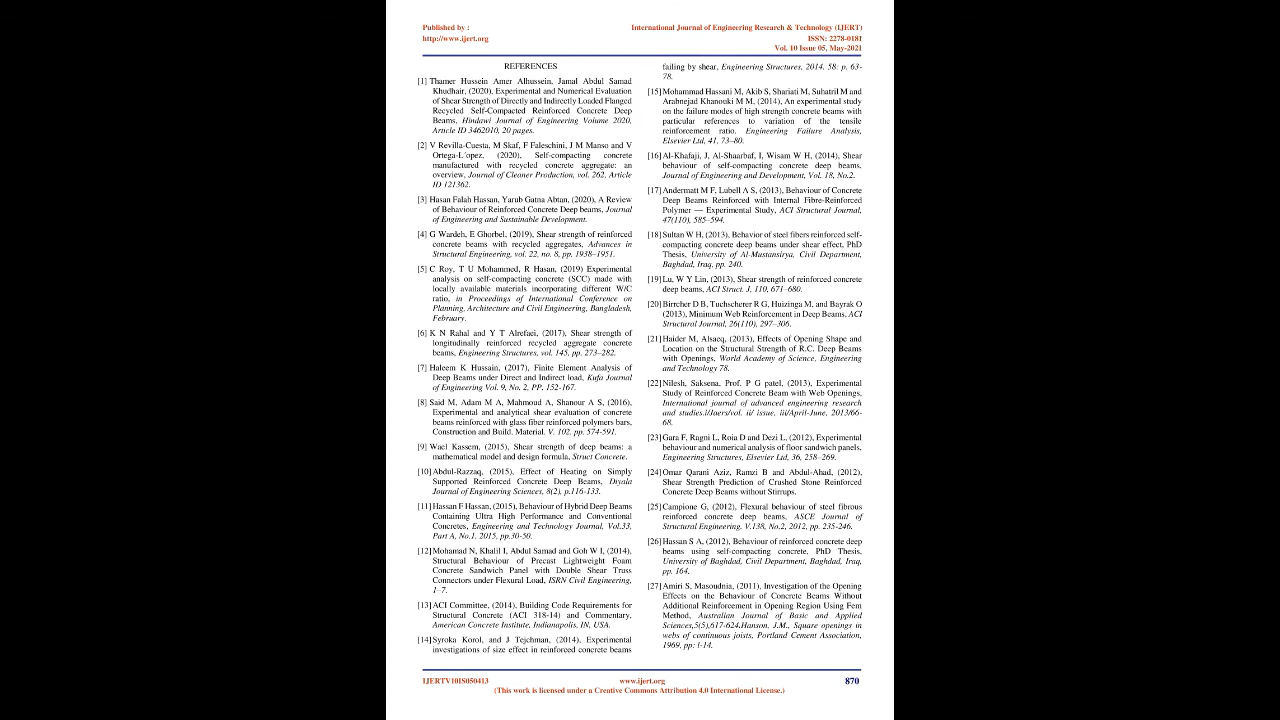 Published by :
http://www.ijert.org
International Journal of Engineering Research & Technology (IJERT)
ISSN: 2278-0181
Vol. 10 Issue 05, May-2021
REFERENCES
[1] Thamer Hussein Amer Alhussein, Jamal Abdul Samad
Khudhair, (2020), Experimental and Numerical Evaluation
of Shear Strength of Directly and Indirectly Loaded Flanged
Recycled Self-Compacted Reinforced Concrete Deep
Beams, Hindawi Journal of Engineering Volume 2020,
Article ID 3462010, 20 pages.
[2] V Revilla-Cuesta, M Skaf, F Faleschini, J M Manso and V
Ortega-L´opez, (2020), Self-compacting concrete
manufactured with recycled concrete aggregate: an
overview, Journal of Cleaner Production, vol. 262, Article
ID 121362.
[3] Hasan Falah Hassan, Yarub Gatna Abtan, (2020), A Review
of Behaviour of Reinforced Concrete Deep beams, Journal
of Engineering and Sustainable Development.
[4] G Wardeh, E Ghorbel, (2019), Shear strength of reinforced
concrete beams with recycled aggregates, Advances in
Structural Engineering, vol. 22, no. 8, pp. 1938–1951.
[5] C Roy, T U Mohammed, R Hasan, (2019) Experimental
analysis on self-compacting concrete (SCC) made with
locally available materials incorporating different W/C
ratio, in Proceedings of International Conference on
Planning, Architecture and Civil Engineering, Bangladesh,
February.
[6] K N Rahal and Y T Alrefaei, (2017), Shear strength of
longitudinally reinforced recycled aggregate concrete
beams, Engineering Structures, vol. 145, pp. 273–282.
[7] Haleem K Hussain, (2017), Finite Element Analysis of
Deep Beams under Direct and Indirect load, Kufa Journal
of Engineering Vol. 9, No. 2, PP. 152-167.
[8] Said M, Adam M A, Mahmoud A, Shanour A S, (2016),
Experimental and analytical shear evaluation of concrete
beams reinforced with glass fiber reinforced polymers bars,
Construction and Build. Material. V. 102. pp. 574-591.
[9] Wael Kassem, (2015), Shear strength of deep beams: a
mathematical model and design formula, Struct Concrete.
[10] Abdul-Razzaq, (2015), Effect of Heating on Simply
Supported Reinforced Concrete Deep Beams, Diyala
Journal of Engineering Sciences, 8(2), p.116-133.
[11] Hassan F Hassan, (2015), Behaviour of Hybrid Deep Beams
Containing Ultra High Performance and Conventional
Concretes, Engineering and Technology Journal, Vol.33,
Part A, No.1, 2015, pp.30-50.
[12] Mohamad N, Khalil I, Abdul Samad and Goh W I, (2014),
Structural Behaviour of Precast Lightweight Foam
Concrete Sandwich Panel with Double Shear Truss
Connectors under Flexural Load, ISRN Civil Engineering,
1–7.
[13] ACI Committee, (2014), Building Code Requirements for
Structural Concrete (ACI 318-14) and Commentary,
American Concrete Institute, Indianapolis, IN, USA.
[14] Syroka Korol, and J Tejchman, (2014), Experimental
investigations of size effect in reinforced concrete beams
failing by shear, Engineering Structures, 2014. 58: p. 63-
78.
[15] Mohammad Hassani M, Akib S, Shariati M, Suhatril M and
Arabnejad Khanouki M M, (2014), An experimental study
on the failure modes of high strength concrete beams with
particular references to variation of the tensile
reinforcement ratio. Engineering Failure Analysis,
Elsevier Ltd, 41, 73–80.
[16] Al-Khafaji, J, Al-Shaarbaf, I, Wisam W H, (2014), Shear
behaviour of self-compacting concrete deep beams,
Journal of Engineering and Development, Vol. 18, No.2.
[17] Andermatt M F, Lubell A S, (2013), Behaviour of Concrete
Deep Beams Reinforced with Internal Fibre-Reinforced
Polymer — Experimental Study, ACI Structural Journal,
47(110), 585–594.
[18] Sultan W H, (2013), Behavior of steel fibers reinforced self-
compacting concrete deep beams under shear effect, PhD
Thesis, University of Al-Mustansirya, Civil Department,
Baghdad, Iraq, pp. 240.
[19] Lu, W Y Lin, (2013), Shear strength of reinforced concrete
deep beams, ACI Struct. J, 110, 671–680.
[20] Birrcher D B, Tuchscherer R G, Huizinga M, and Bayrak O
(2013), Minimum Web Reinforcement in Deep Beams, ACI
Structural Journal, 26(110), 297–306.
[21] Haider M, Alsaeq, (2013), Effects of Opening Shape and
Location on the Structural Strength of R.C. Deep Beams
with Openings, World Academy of Science, Engineering
and Technology 78.
[22] Nilesh, Saksena, Prof. P G patel, (2013), Experimental
Study of Reinforced Concrete Beam with Web Openings,
International journal of advanced engineering research
and studies.i/Jaers/vol. ii/ issue, iii/April-June, 2013/66-
68.
[23] Gara F, Ragni L, Roia D and Dezi L, (2012), Experimental
behaviour and numerical analysis of floor sandwich panels,
Engineering Structures, Elsevier Ltd, 36, 258–269.
[24] Omar Qarani Aziz, Ramzi B and Abdul-Ahad, (2012),
Shear Strength Prediction of Crushed Stone Reinforced
Concrete Deep Beams without Stirrups.
[25] Campione G, (2012), Flexural behaviour of steel fibrous
reinforced concrete deep beams, ASCE Journal of
Structural Engineering, V.138, No.2, 2012, pp. 235-246.
[26] Hassan S A, (2012), Behaviour of reinforced concrete deep
beams using self-compacting concrete, PhD Thesis,
University of Baghdad, Civil Department, Baghdad, Iraq,
pp. 164.
[27] Amiri S, Masoudnia, (2011), Investigation of the Opening
Effects on the Behaviour of Concrete Beams Without
Additional Reinforcement in Opening Region Using Fem
Method, Australian Journal of Basic and Applied
Sciences,5(5),617-624.Hanson, J.M., Square openings in
webs of continuous joists, Portland Cement Association,
1969, pp: l-14.
IJERTV10IS050413
www.ijert.org
870
(This work is licensed under a Creative Commons Attribution 4.0 International License.)